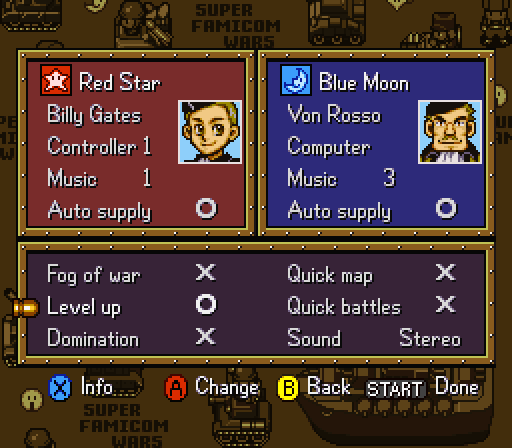 SUPER
FAMICOM
WARS
Red Star
Billy Gates
Controller 1
Music 1
Auto supply O
Blue Moon
Von Rosso
Computer
Music 3
Auto supply O
Fog of war X
Level up O
Domination X
Quick map X
Quick battles X
Sound Stereo
X Info
A Change
B Back
START Done
SUPER
FAMICOM
WARS